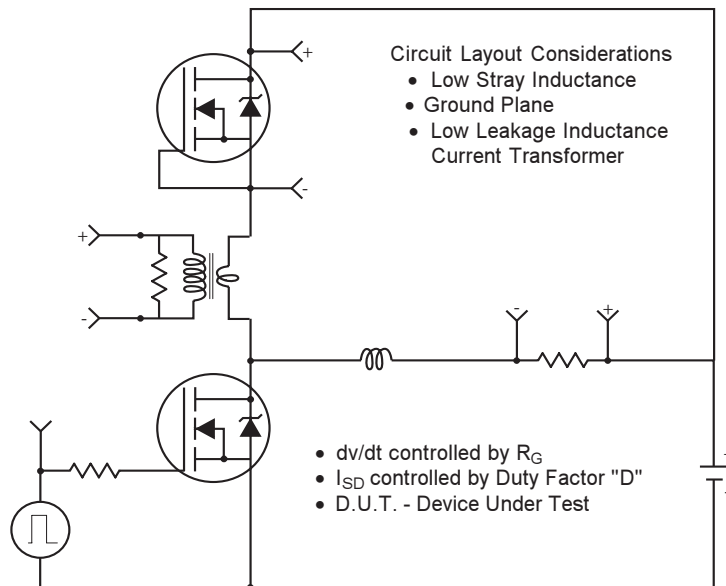 +
Circuit Layout Considerations
• Low Stray Inductance
• Ground Plane
• Low Leakage Inductance
Current Transformer
-
+
-
-
+
• dv/dt controlled by RG
• ISD controlled by Duty Factor "D"
• D.U.T. - Device Under Test
+
-